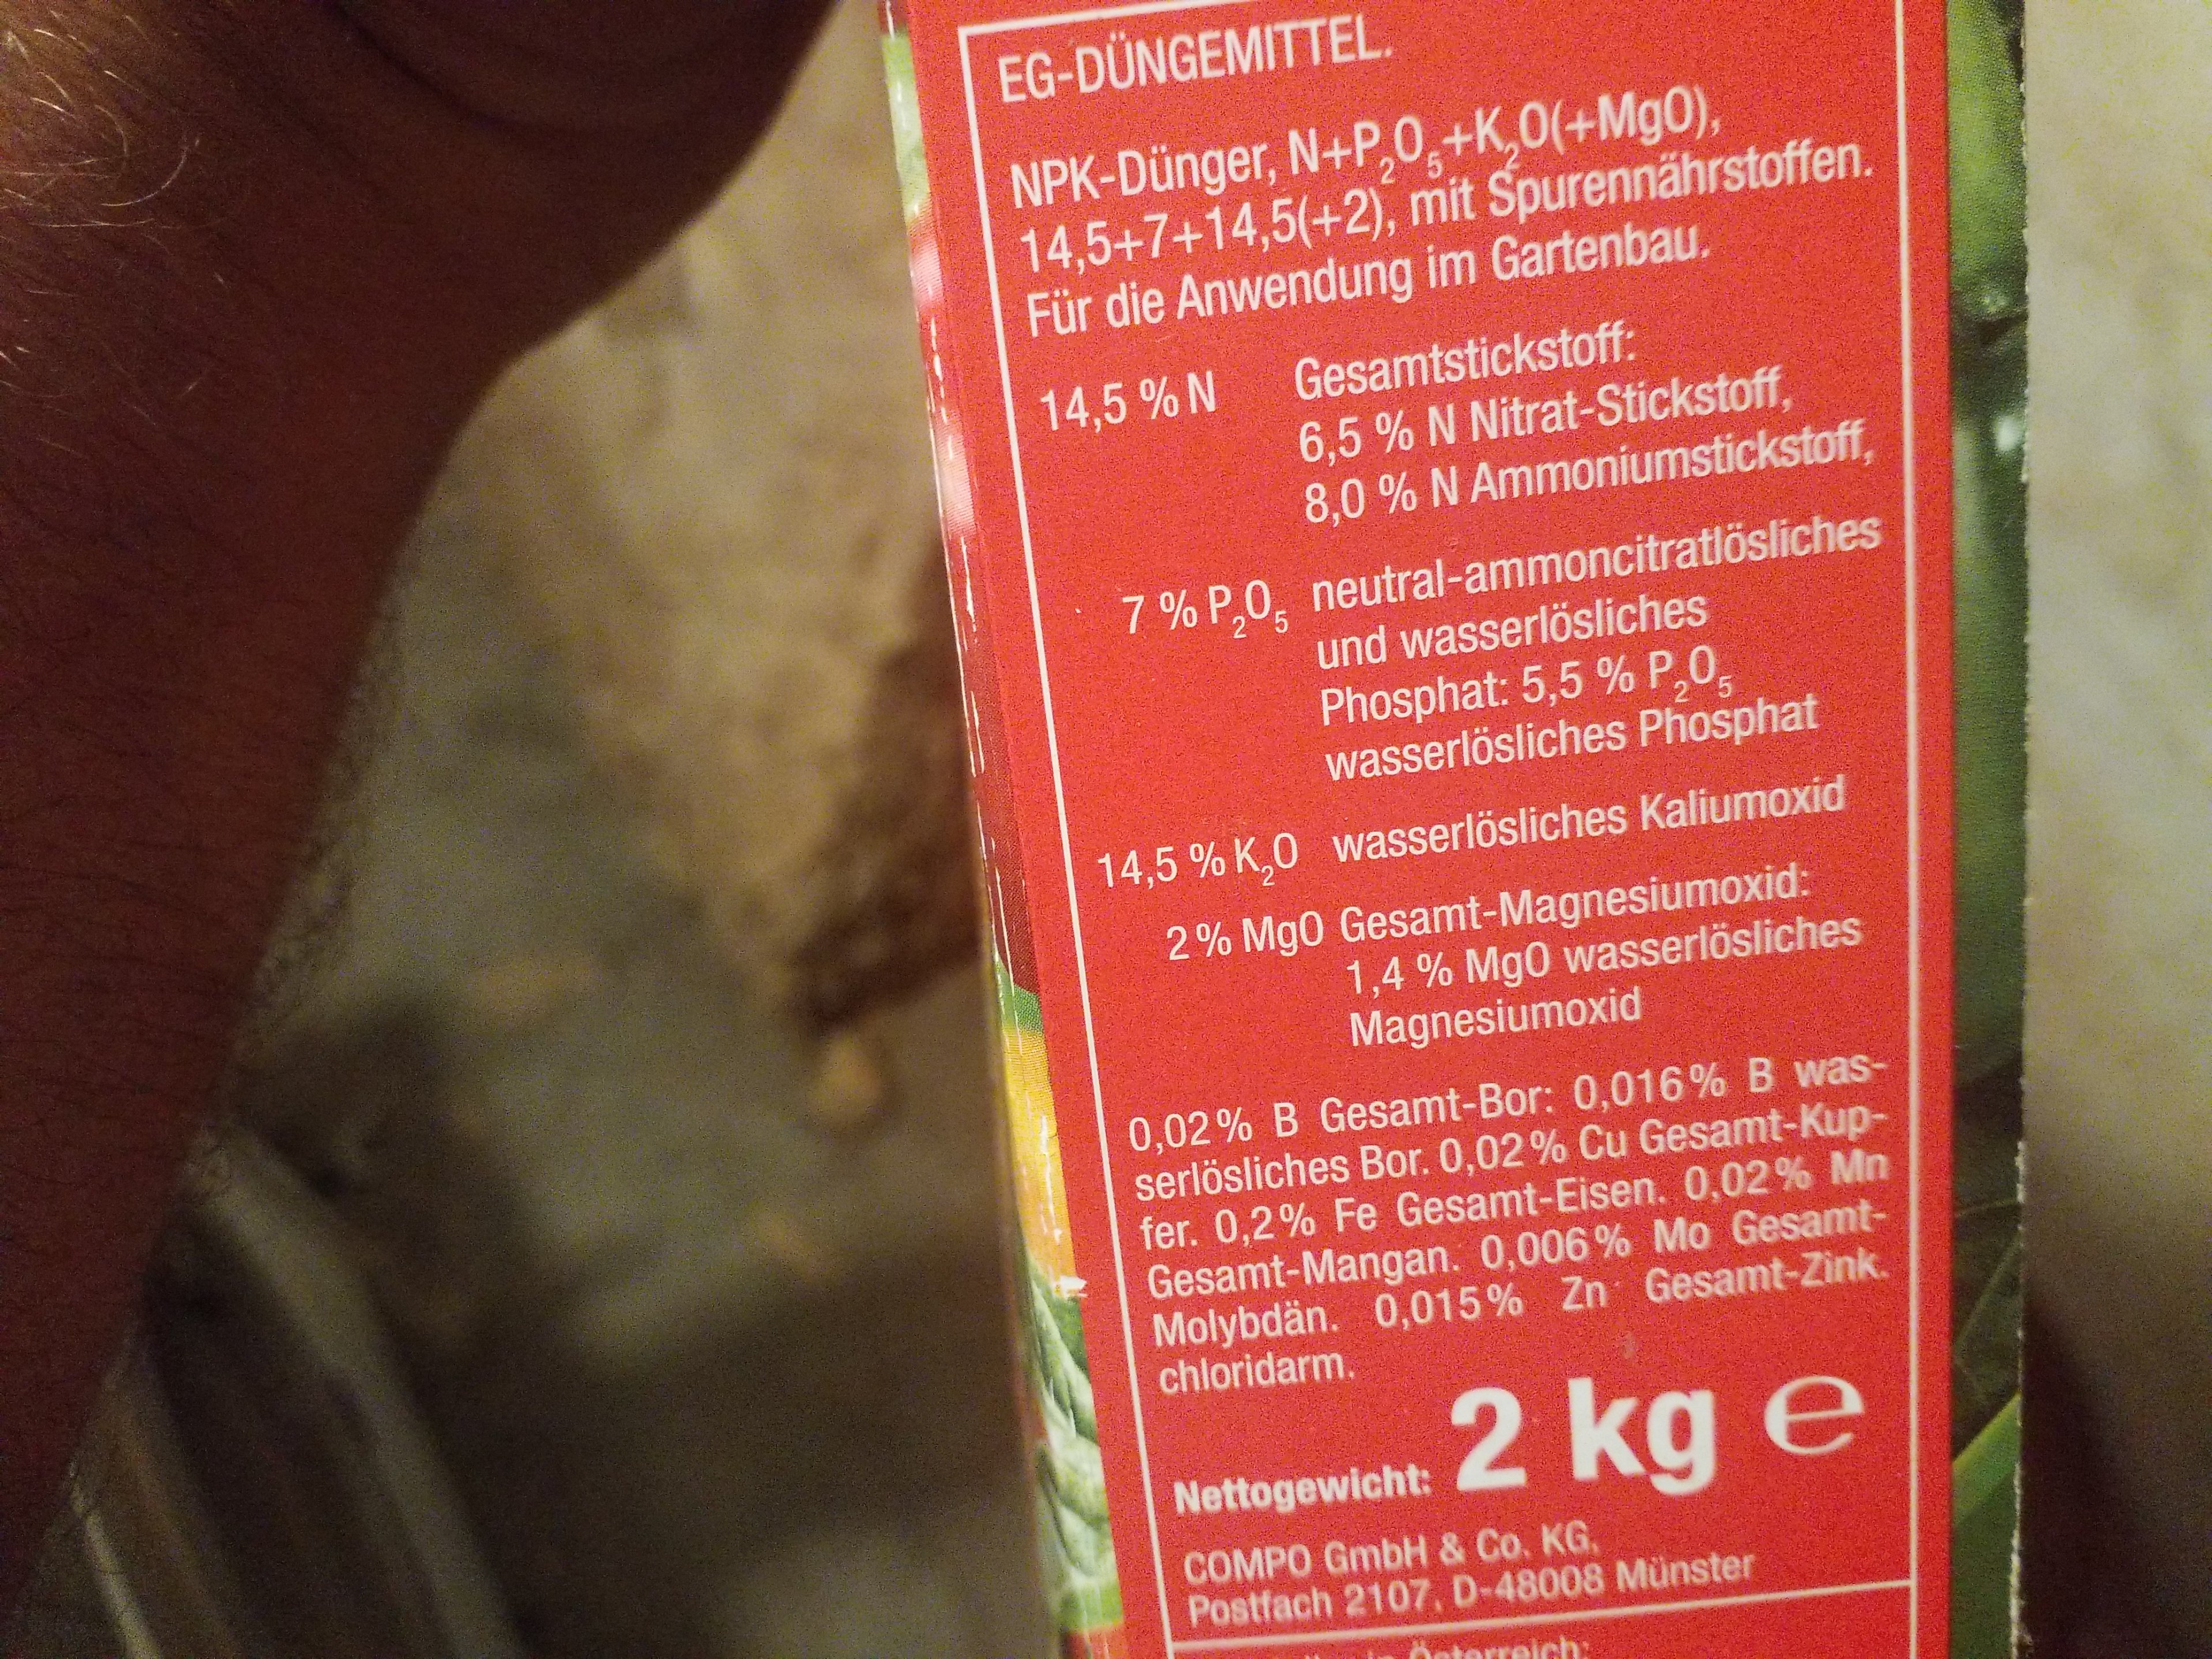 EG-DÜNGEMITTEL.
NPK-Dünger, N+P₂O₅+K₂O(+MgO),
14,5+7+14,5(+2), mit Spurennährstoffen.
Für die Anwendung im Gartenbau.
14,5 % N Gesamtstickstoff:
6,5 % N Nitrat-Stickstoff,
8,0 % N Ammoniumstickstoff,
7 % P₂O₅ neutral-ammoncitratlösliches
und wasserlösliches
Phosphat: 5,5 % P₂O₅
wasserlösliches Phosphat
14,5 % K₂O wasserlösliches Kaliumoxid
2 % MgO Gesamt-Magnesiumoxid:
1,4 % MgO wasserlösliches
Magnesiumoxid
0,02 % B Gesamt-Bor: 0,016 % B was-
serlösliches Bor. 0,02 % Cu Gesamt-Kup-
fer. 0,2 % Fe Gesamt-Eisen. 0,02 % Mn
Gesamt-Mangan. 0,006 % Mo Gesamt-
Molybdän. 0,015 % Zn Gesamt-Zink.
chloridarm.
Nettogewicht: 2 kg ℮
COMPO GmbH & Co. KG,
Postfach 2107, D-48008 Münster
in Österreich: